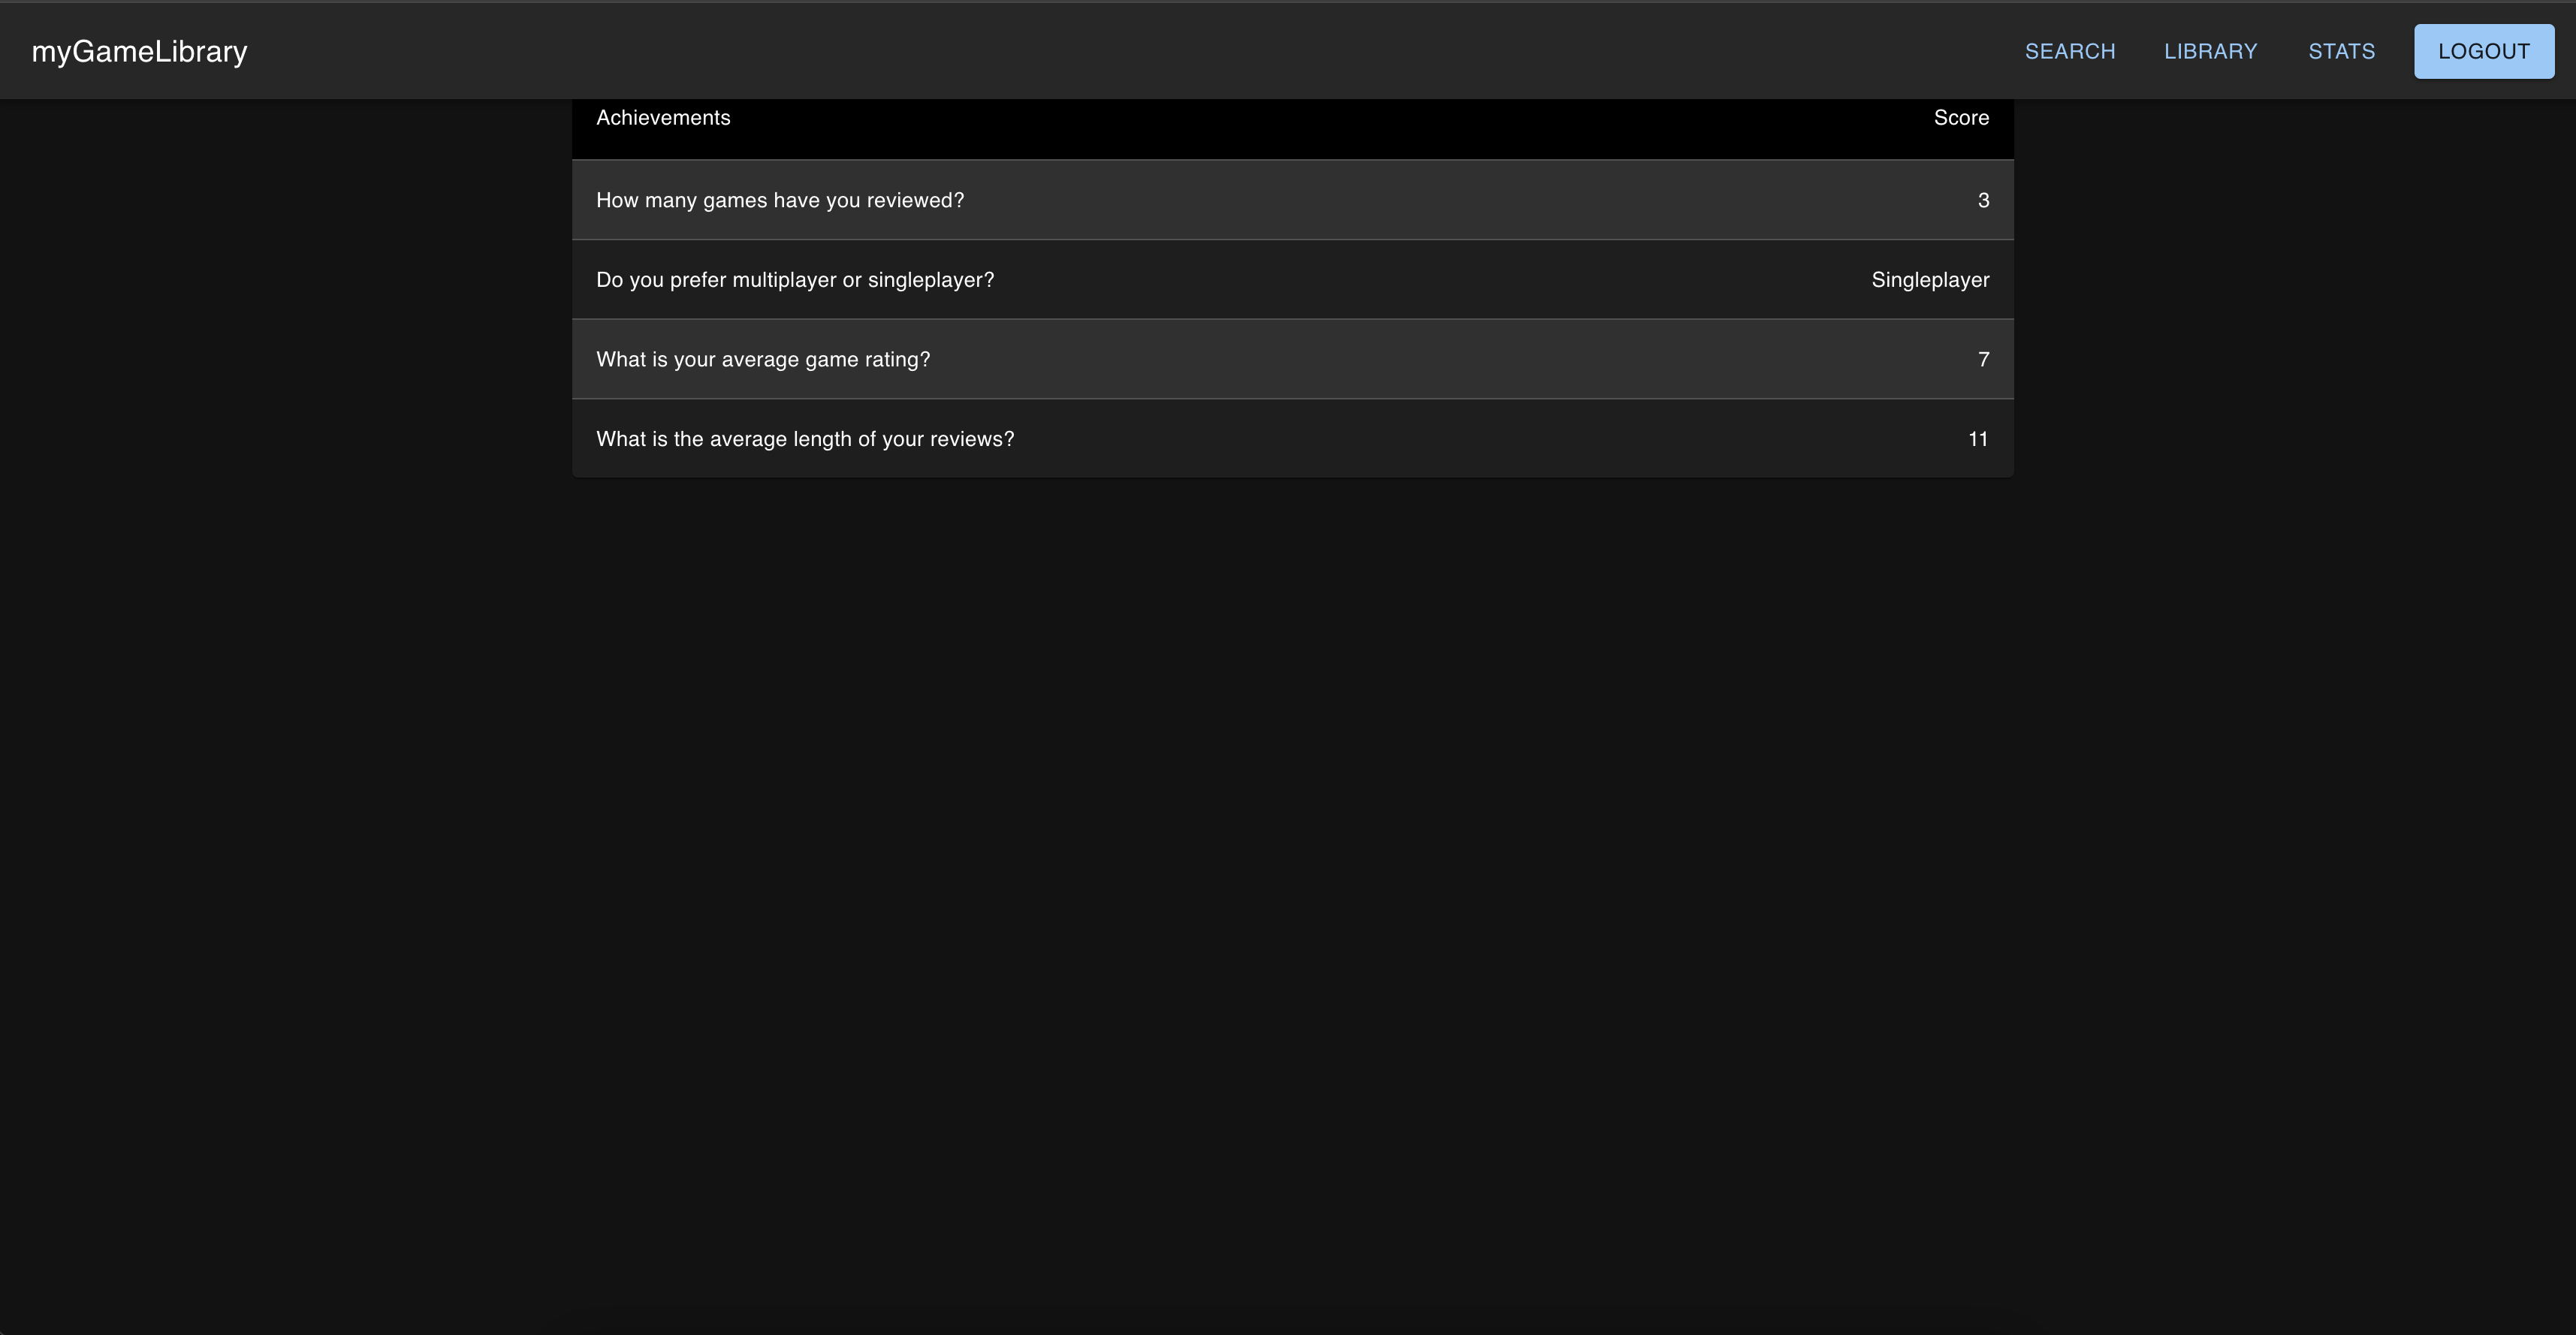 myGameLibrary SEARCH LIBRARY STATS LOGOUT
Achievements Score
How many games have you reviewed? 3
Do you prefer multiplayer or singleplayer? Singleplayer
What is your average game rating? 7
What is the average length of your reviews? 11